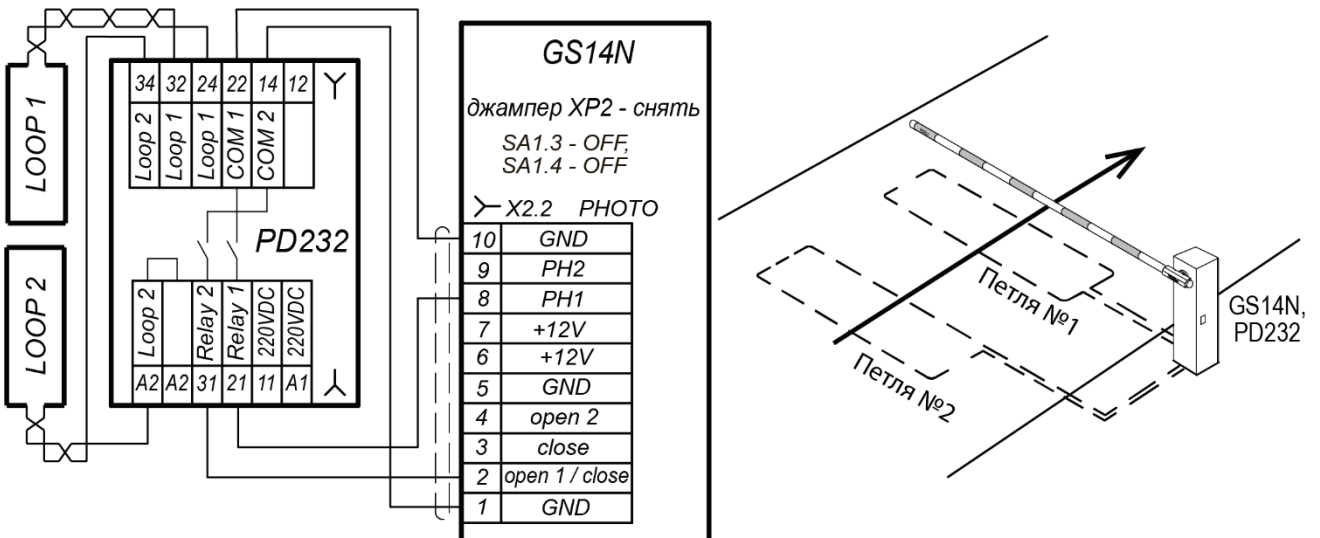 LOOP 1
LOOP 2
34 32 24 22 14 12
Loop 2
Loop 1
Loop 1
COM 1
COM 2
PD232
Loop 2
Relay 2
Relay 1
220VDC
220VDC
A2 A2 31 21 11 A1
GS14N
джампер XP2 - снять
SA1.3 - OFF,
SA1.4 - OFF
X2.2 PHOTO
10 GND
9 PH2
8 PH1
7 +12V
6 +12V
5 GND
4 open 2
3 close
2 open 1 / close
1 GND
Петля №1
Петля №2
GS14N,
PD232